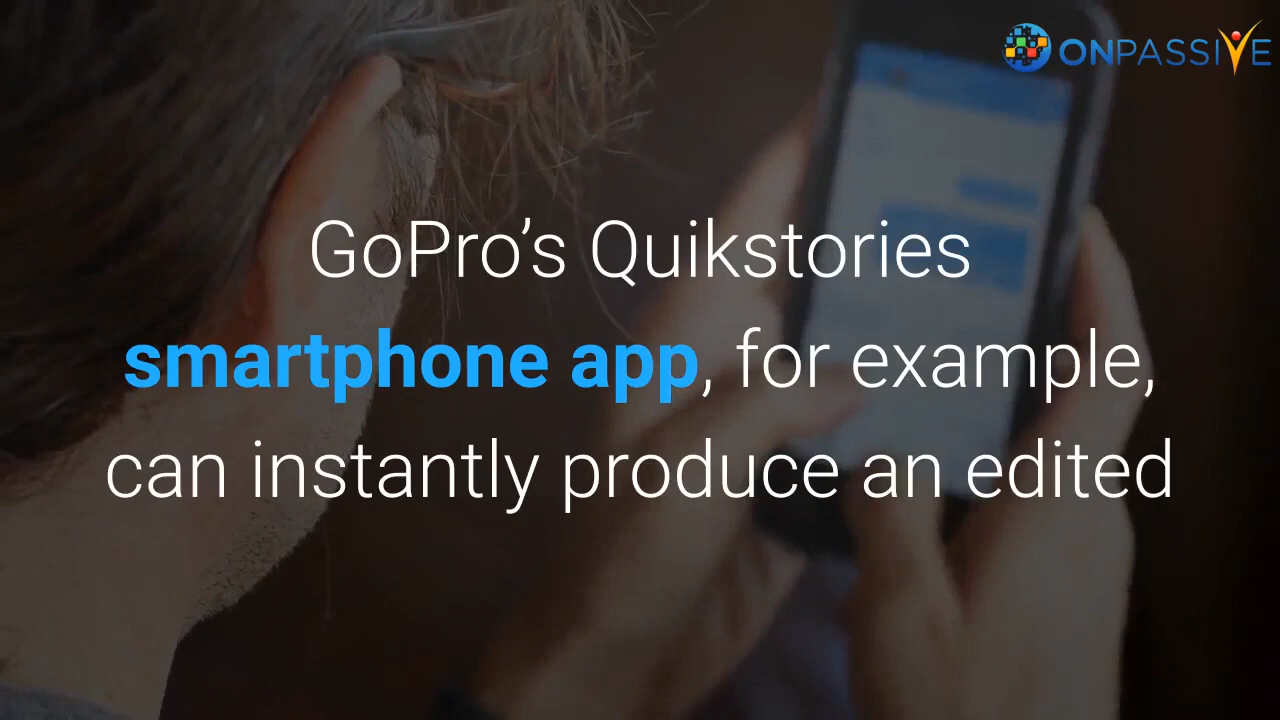 ONPASSIVE
GoPro’s Quikstories
smartphone app, for example,
can instantly produce an edited